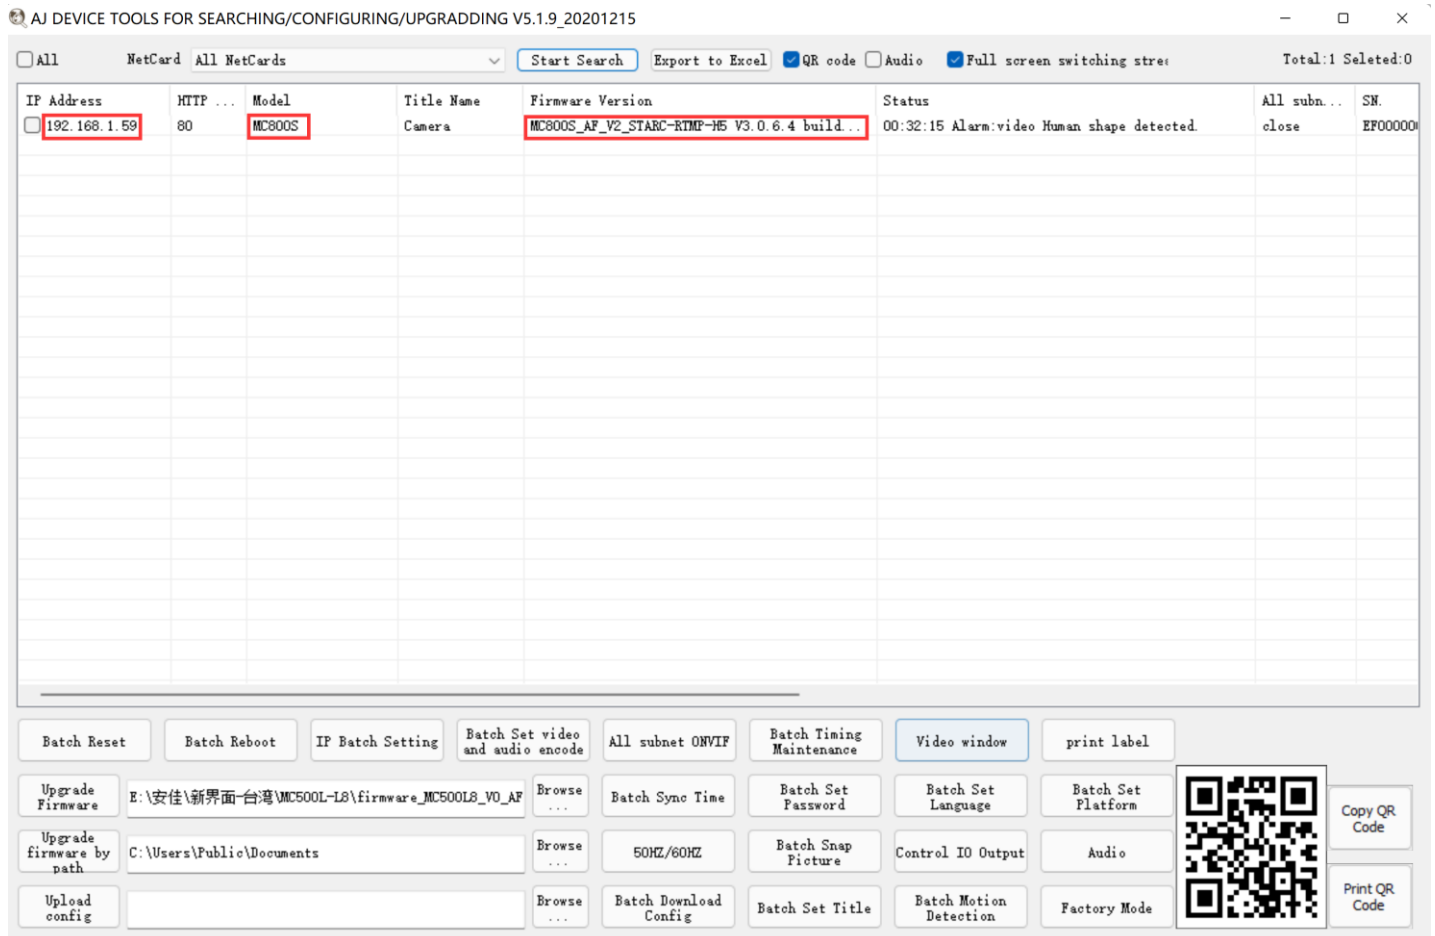 AJ DEVICE TOOLS FOR SEARCHING/CONFIGURING/UPGRADDING V5.1.9_20201215
All NetCard All NetCards Start Search Export to Excel QR code Audio Full screen switching stre Total:1 Seleted:0
IP Address HTTP ... Model Title Name Firmware Version Status All subn... SN.
192.168.1.59 80 MC800S Camera MC800S_AF_V2_STARC-RTMP-H5 V3.0.6.4 build... 00:32:15 Alarm:video Human shape detected. close EF00000
Batch Reset
Batch Reboot
IP Batch Setting
Batch Set video
and audio encode
All subnet ONVIF
Batch Timing
Maintenance
Video window
print label
Upgrade
Firmware
E:\安佳\新界面-台湾\MC500L-L8\firmware_MC500L8_V0_AF
Browse
...
Batch Sync Time
Batch Set
Password
Batch Set
Language
Batch Set
Platform
Copy QR
Code
Upgrade
firmware by
path
C:\Users\Public\Documents
Browse
...
50HZ/60HZ
Batch Snap
Picture
Control IO Output
Audio
Upload
config
Browse
...
Batch Download
Config
Batch Set Title
Batch Motion
Detection
Factory Mode
Print QR
Code